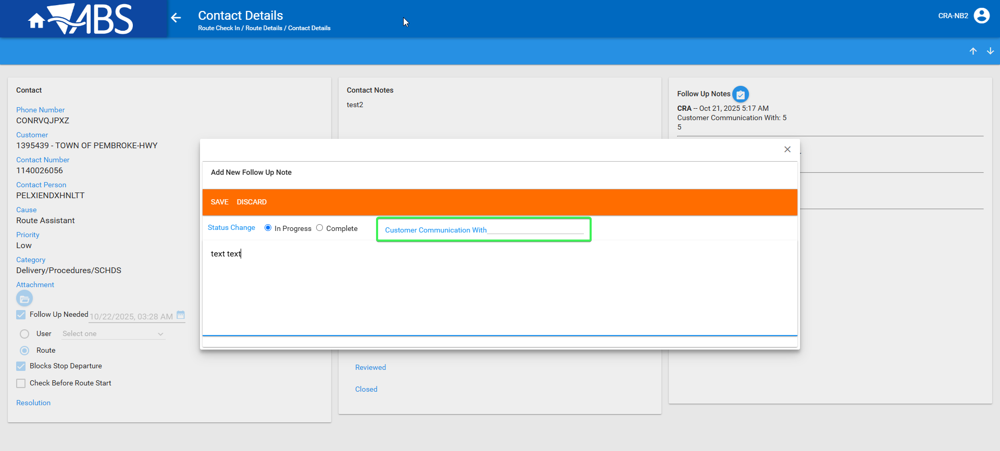 ABS
Contact Details
Route Check In / Route Details / Contact Details
CRA-NB2
Contact
Phone Number
CONRVQJPXZ
Customer
1395439 - TOWN OF PEMBROKE-HWY
Contact Number
1140026056
Contact Person
PELXIENDXHNLTT
Cause
Route Assistant
Priority
Low
Category
Delivery/Procedures/SCHDS
Attachment
Follow Up Needed 10/22/2025, 03:28 AM
User Select one
Route
Blocks Stop Departure
Check Before Route Start
Resolution
Contact Notes
test2
Reviewed
Closed
Follow Up Notes
CRA -- Oct 21, 2025 5:17 AM
Customer Communication With: 5
5
Add New Follow Up Note
SAVE DISCARD
Status Change In Progress Complete Customer Communication With
text text